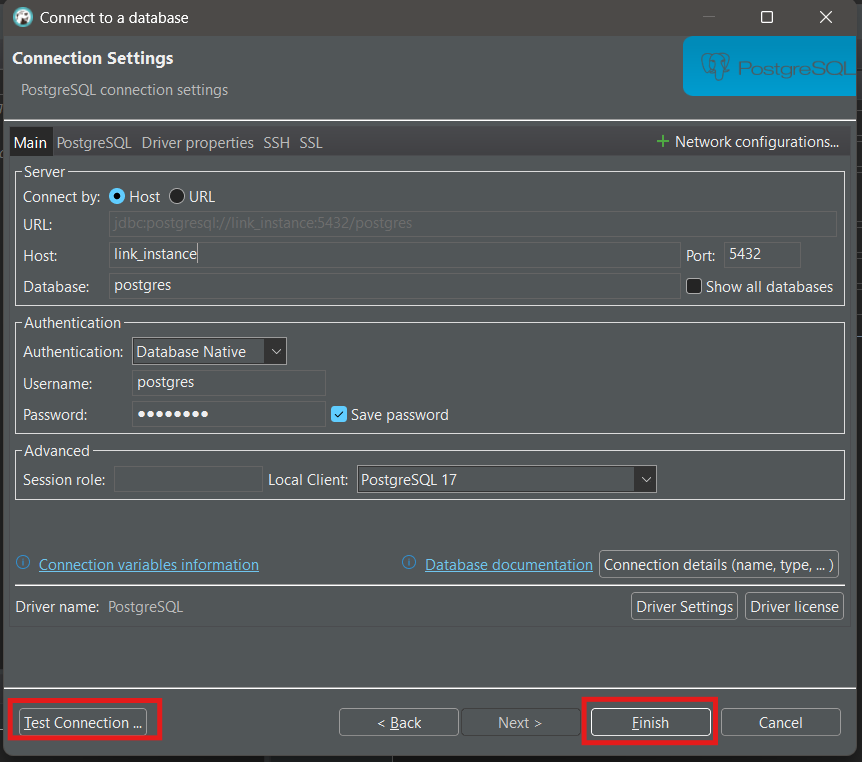 Connect to a database
Connection Settings
PostgreSQL connection settings
PostgreSQL
Main PostgreSQL Driver properties SSH SSL + Network configurations...
Server
Connect by: Host URL
URL: jdbc:postgresql://link_instance:5432/postgres
Host: link_instance Port: 5432
Database: postgres Show all databases
Authentication
Authentication: Database Native
Username: postgres
Password: ••••••••  Save password
Advanced
Session role: Local Client: PostgreSQL 17
Connection variables information Database documentation Connection details (name, type, ... )
Driver name: PostgreSQL Driver Settings Driver license
Test Connection ... < Back Next > Finish Cancel